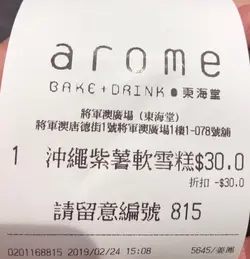 arome
BAKE+DRINK●東海堂
將軍澳廣場（東海堂）
將軍澳唐德街1號將軍澳廣場1樓1-078號舖
1 沖繩紫薯軟雪糕$30.0
折扣 -$30.0
請留意編號 815
0201168815 2019/02/24 15:08 5645/姜團